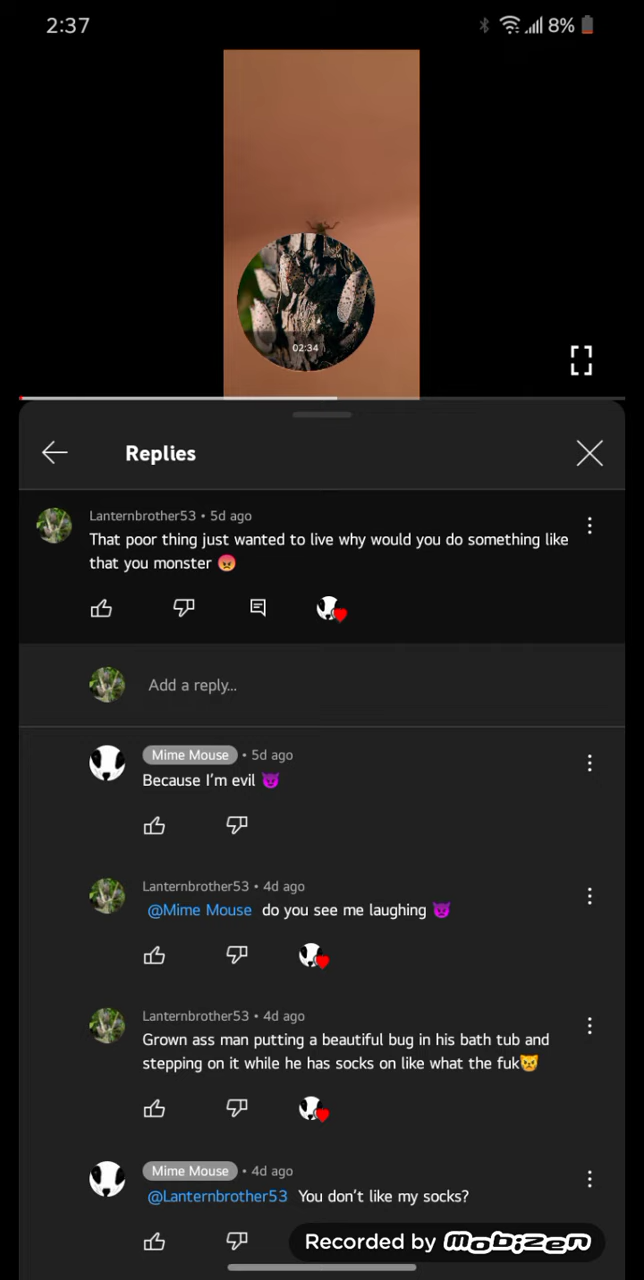 2:37
8%
02:34
Replies
Lanternbrother53 • 5d ago
That poor thing just wanted to live why would you do something like
that you monster 😡
Add a reply...
Mime Mouse • 5d ago
Because I'm evil 😈
Lanternbrother53 • 4d ago
@Mime Mouse do you see me laughing 👿
Lanternbrother53 • 4d ago
Grown ass man putting a beautiful bug in his bath tub and
stepping on it while he has socks on like what the fuk😾
Mime Mouse • 4d ago
@Lanternbrother53 You don't like my socks?
Recorded by mobizen